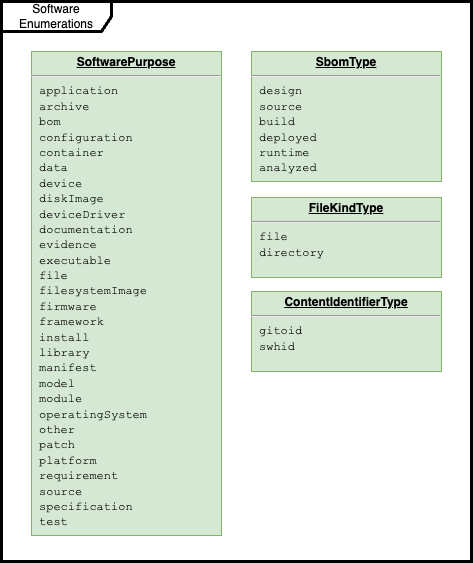 Software
Enumerations
SoftwarePurpose
application
archive
bom
configuration
container
data
device
diskImage
deviceDriver
documentation
evidence
executable
file
filesystemImage
firmware
framework
install
library
manifest
model
module
operatingSystem
other
patch
platform
requirement
source
specification
test
SbomType
design
source
build
deployed
runtime
analyzed
FileKindType
file
directory
ContentIdentifierType
gitoid
swhid